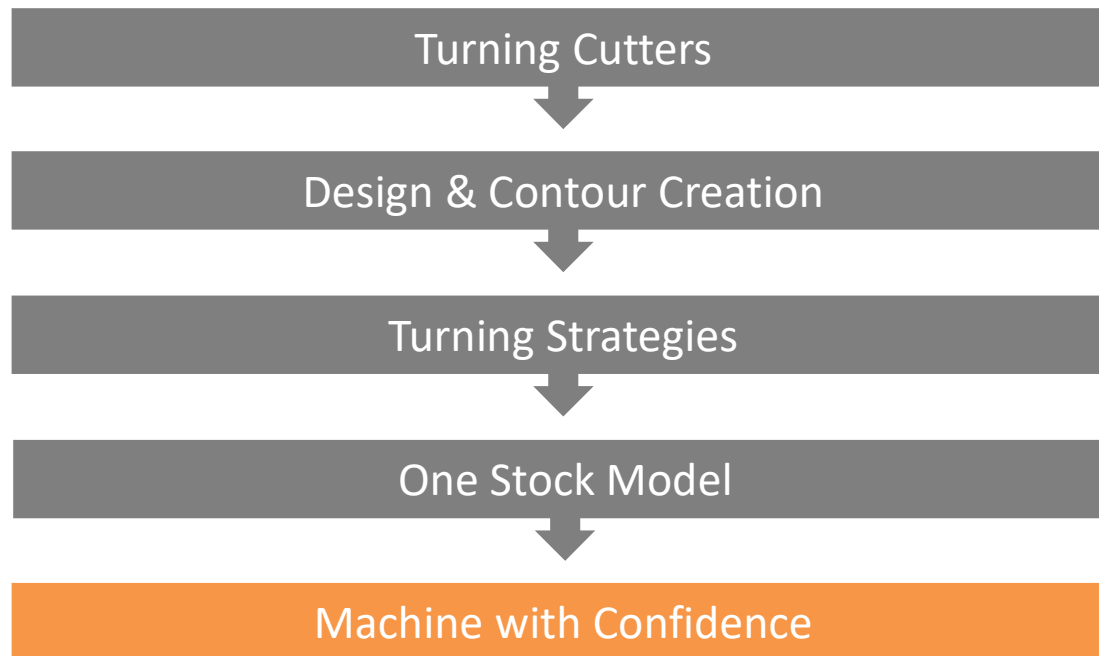 Turning Cutters
Design & Contour Creation
Turning Strategies
One Stock Model
Machine with Confidence